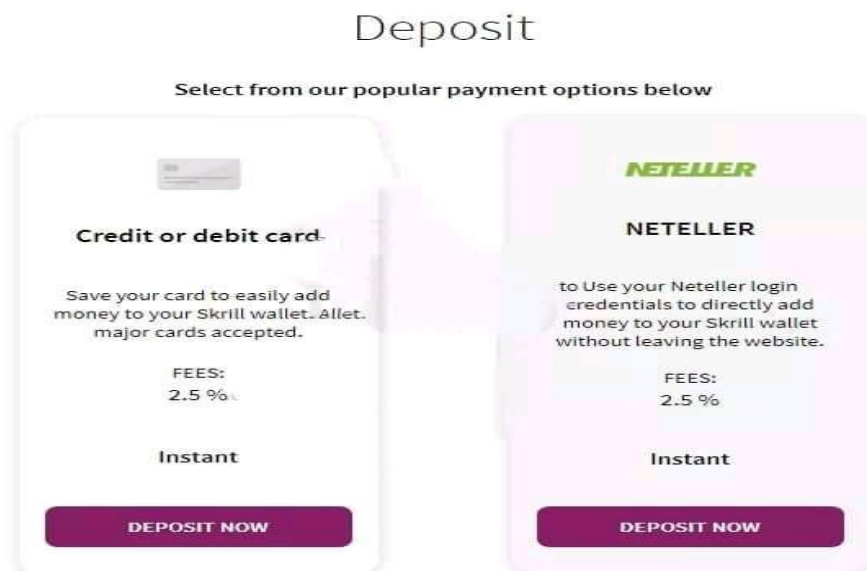 Deposit
Select from our popular payment options below
Credit or debit card
Save your card to easily add
money to your Skrill wallet. Allet.
major cards accepted.
FEES:
2.5 %
Instant
DEPOSIT NOW
NETELLER
NETELLER
to Use your Neteller login
credentials to directly add
money to your Skrill wallet
without leaving the website.
FEES:
2.5 %
Instant
DEPOSIT NOW